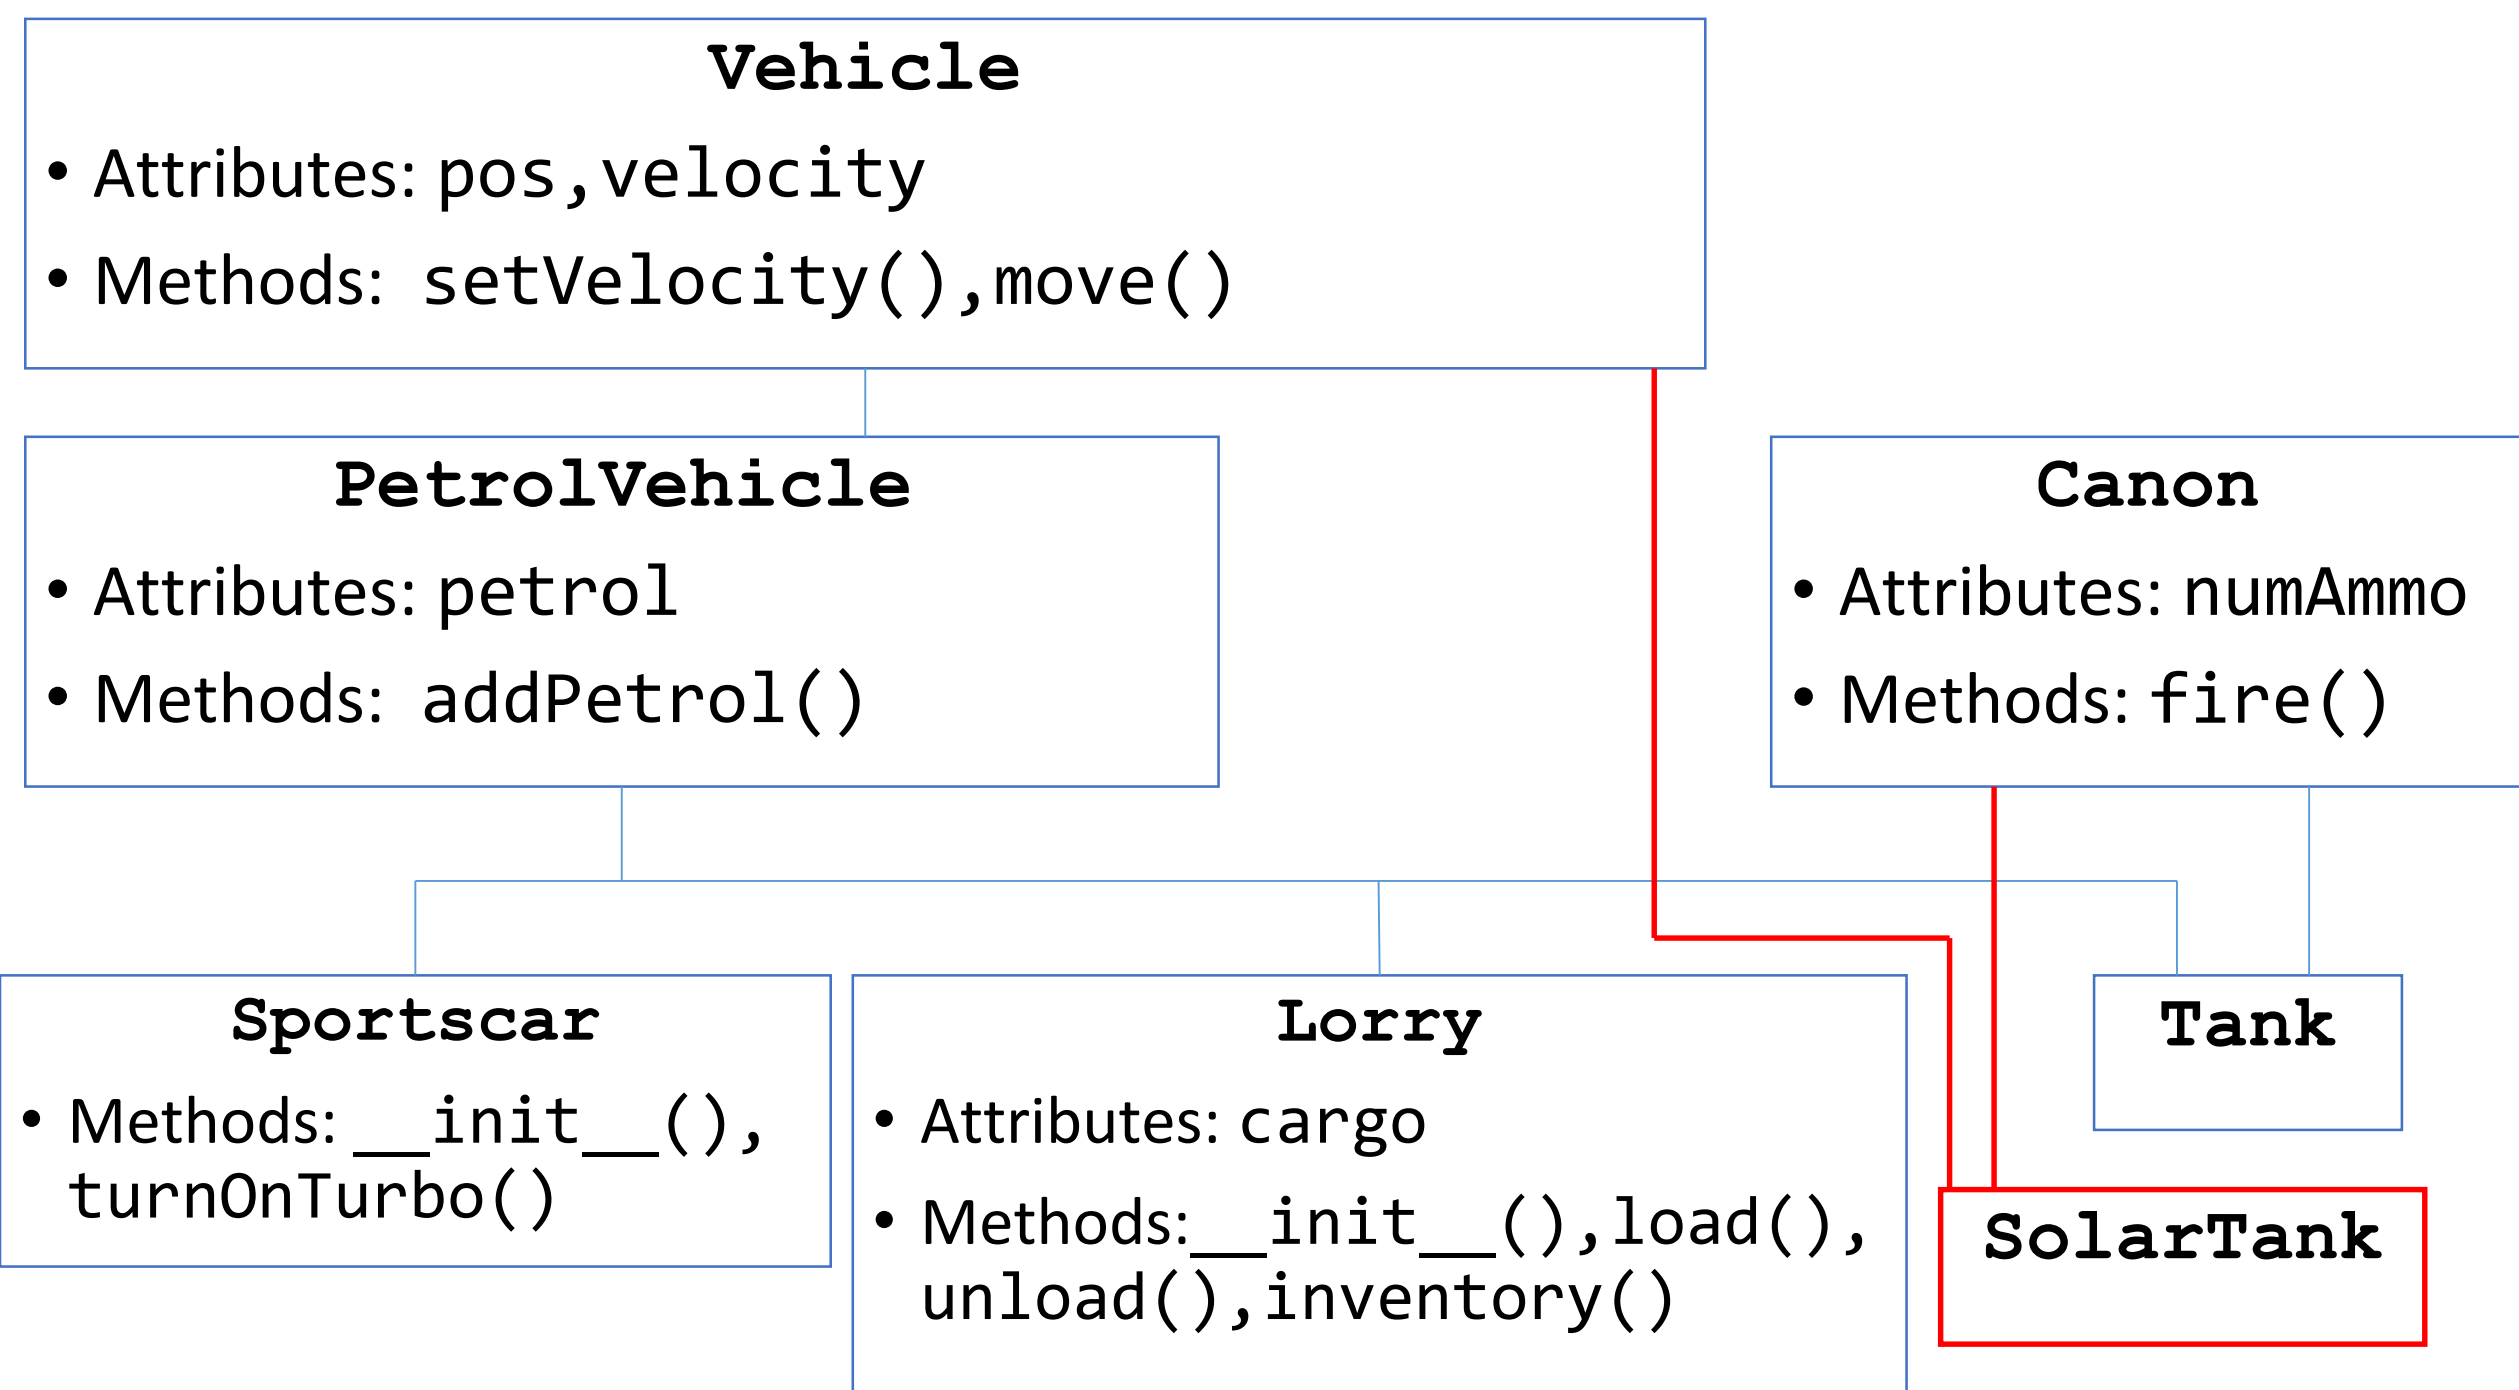 Vehicle
• Attributes: pos,velocity
• Methods: setVelocity(),move()
PetrolVehicle
• Attributes: petrol
• Methods: addPetrol()
Canon
• Attributes: numAmmo
• Methods: fire()
Sportscar
• Methods: __init__(),
turnOnTurbo()
Lorry
• Attributes: cargo
• Methods:__init__(),load(),
unload(),inventory()
Tank
SolarTank